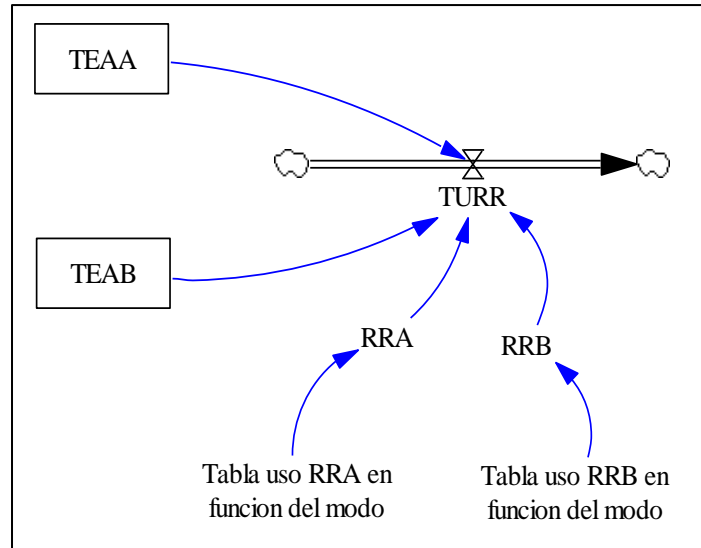 TEAA
TURR
TEAB
RRA
RRB
Tabla uso RRA en
funcion del modo
Tabla uso RRB en
funcion del modo